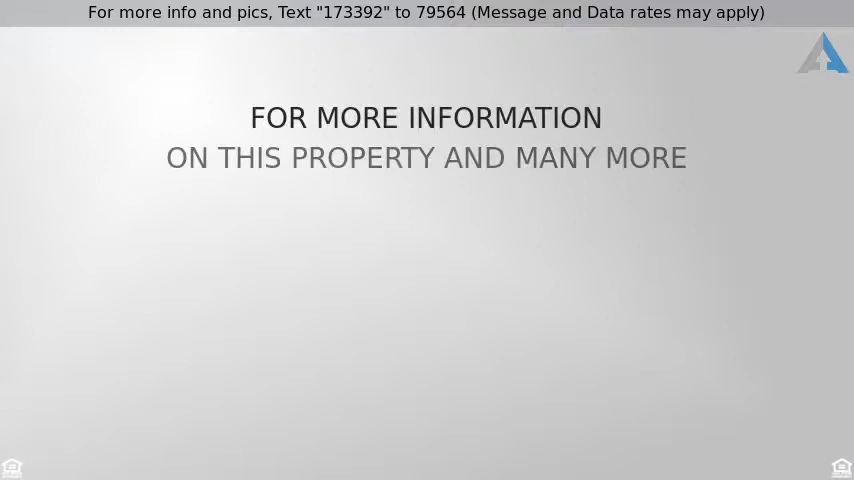 For more info and pics, Text "173392" to 79564 (Message and Data rates may apply)
FOR MORE INFORMATION
ON THIS PROPERTY AND MANY MORE